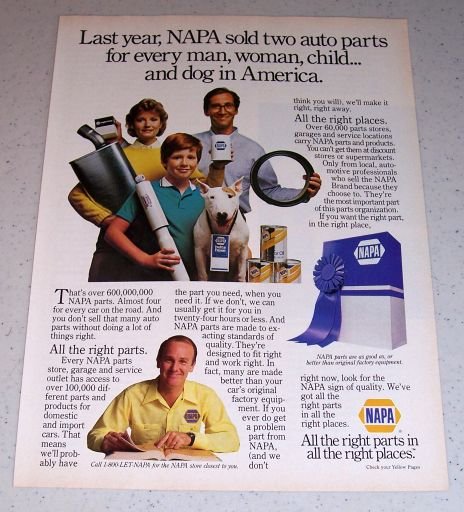 Last year, NAPA sold two auto parts
for every man, woman, child...
and dog in America.
NAPA
NAPA
NAPA
That's over 600,000,000
NAPA parts. Almost four
for every car on the road. And
you don't sell that many auto
parts without doing a lot of
things right.
All the right parts.
Every NAPA parts
store, garage and service
outlet has access to
over 100,000 dif-
ferent parts and
products for
domestic
and import
cars. That
means
we'll prob-
ably have
the part you need, when you
need it. If we don't, we can
usually get it for you in
twenty-four hours or less. And
NAPA parts are made to ex-
acting standards of
quality. They're
designed to fit right
and work right. In
fact, many are made
better than your
car's original
factory equip-
ment. If you
ever do get
a problem
part from
NAPA,
(and we
don't
NAPA
Call 1-800-LET-NAPA for the NAPA store closest to you.
think you will), we'll make it
right, right away.
All the right places.
Over 60,000 parts stores,
garages and service locations
carry NAPA parts and products.
You can't get them at discount
stores or supermarkets.
Only from local, auto-
motive professionals
who sell the NAPA
Brand because they
choose to. They're
the most important part
of this parts organization.
If you want the right part,
in the right place,
NAPA
NAPA parts are as good as, or
better than original factory equipment.
right now, look for the
NAPA sign of quality. We've
got all the
right parts
in all the
right places.
NAPA
All the right parts in
all the right places.™
Check your Yellow Pages